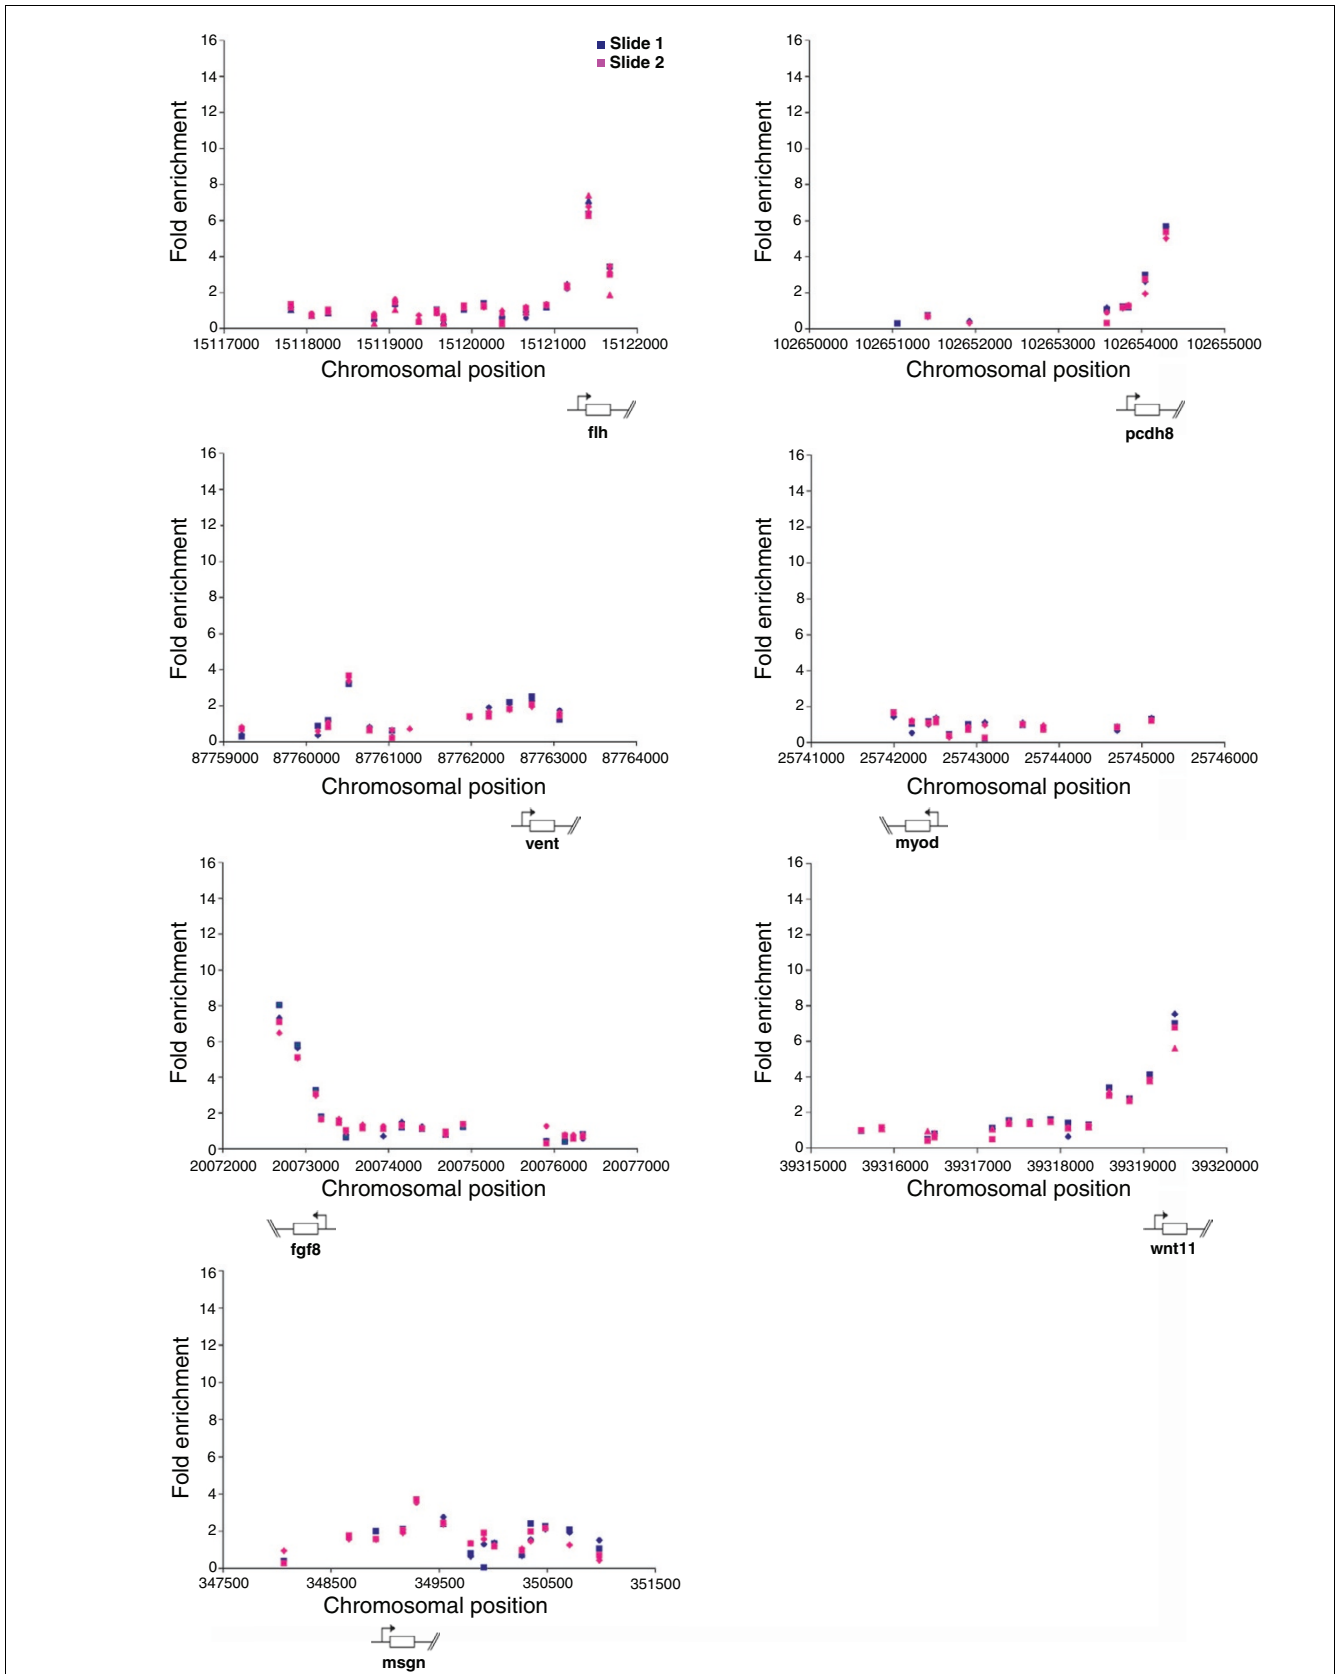 Slide 1
Slide 2
Fold enrichment
16
14
12
10
8
6
4
2
0
15117000 15118000 15119000 15120000 15121000 15122000
Chromosomal position
flh
Fold enrichment
16
14
12
10
8
6
4
2
0
102650000 102651000 102652000 102653000 102654000 102655000
Chromosomal position
pcdh8
Fold enrichment
16
14
12
10
8
6
4
2
0
87759000 87760000 87761000 87762000 87763000 87764000
Chromosomal position
vent
Fold enrichment
16
14
12
10
8
6
4
2
0
25741000 25742000 25743000 25744000 25745000 25746000
Chromosomal position
myod
Fold enrichment
16
14
12
10
8
6
4
2
0
20072000 20073000 20074000 20075000 20076000 20077000
Chromosomal position
fgf8
Fold enrichment
16
14
12
10
8
6
4
2
0
39315000 39316000 39317000 39318000 39319000 39320000
Chromosomal position
wnt11
Fold enrichment
16
14
12
10
8
6
4
2
0
347500 348500 349500 350500 351500
Chromosomal position
msgn